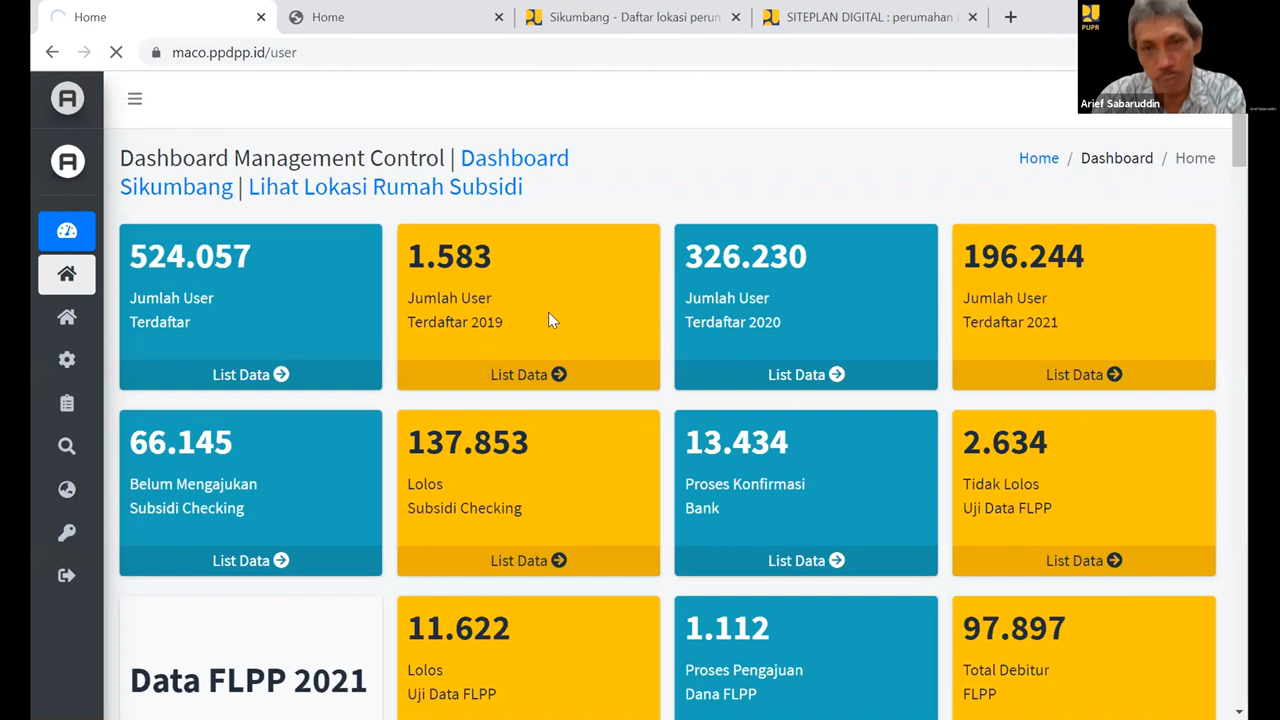 Home
Home
Sikumbang - Daftar lokasi perun
SITEPLAN DIGITAL : perumahan
maco.ppdpp.id/user
PUPR
Arief Sabaruddin
Dashboard Management Control | Dashboard
Sikumbang | Lihat Lokasi Rumah Subsidi
Home / Dashboard / Home
524.057
Jumlah User
Terdaftar
List Data
1.583
Jumlah User
Terdaftar 2019
List Data
326.230
Jumlah User
Terdaftar 2020
List Data
196.244
Jumlah User
Terdaftar 2021
List Data
66.145
Belum Mengajukan
Subsidi Checking
List Data
137.853
Lolos
Subsidi Checking
List Data
13.434
Proses Konfirmasi
Bank
List Data
2.634
Tidak Lolos
Uji Data FLPP
List Data
Data FLPP 2021
11.622
Lolos
Uji Data FLPP
1.112
Proses Pengajuan
Dana FLPP
97.897
Total Debitur
FLPP